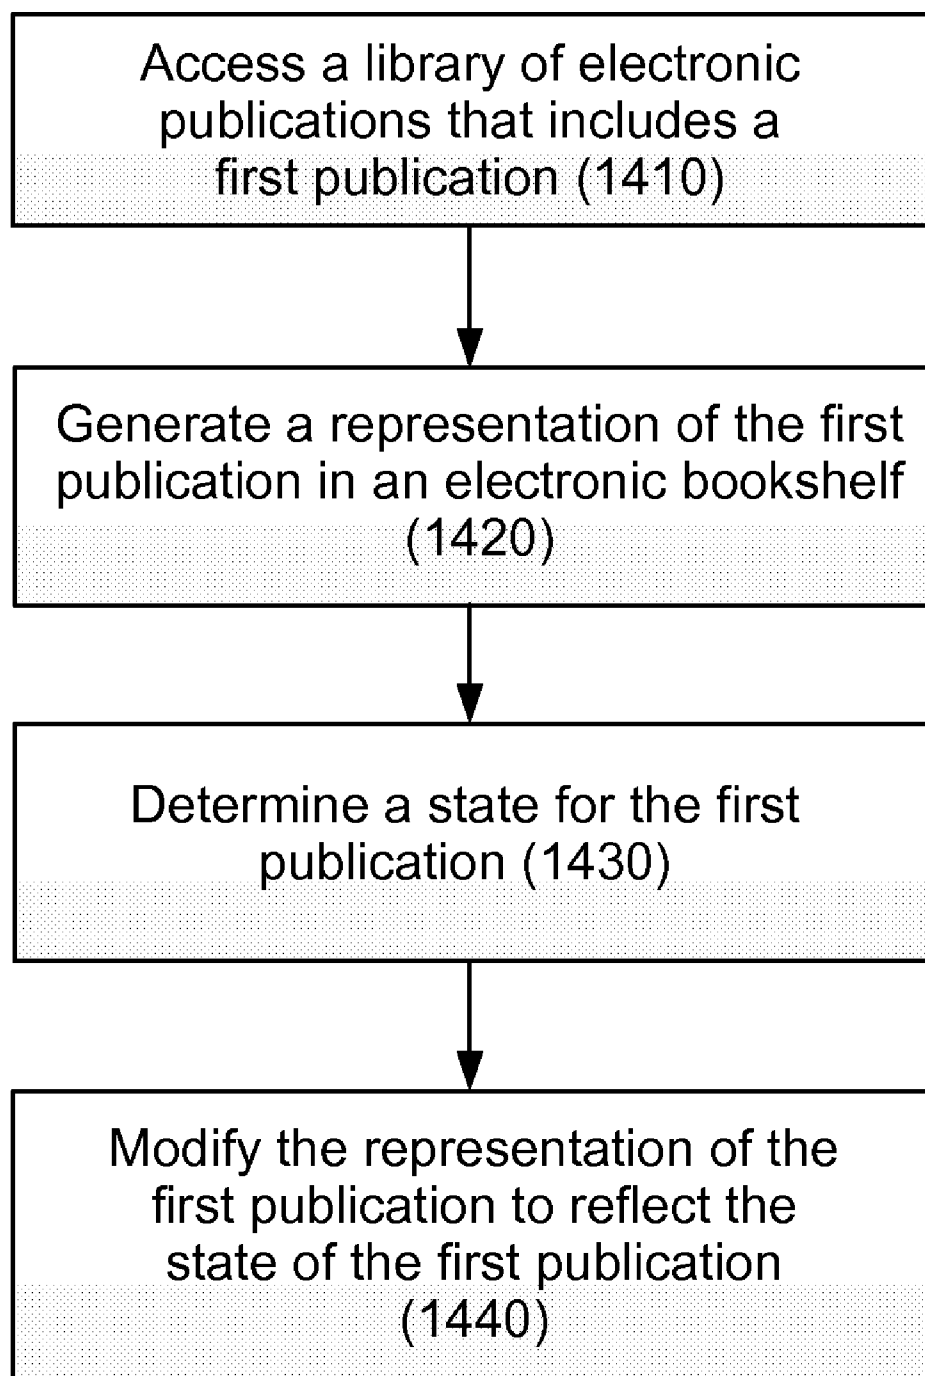 Access a library of electronic
publications that includes a
first publication (1410)
Generate a representation of the first
publication in an electronic bookshelf
(1420)
Determine a state for the first
publication (1430)
Modify the representation of the
first publication to reflect the
state of the first publication
(1440)